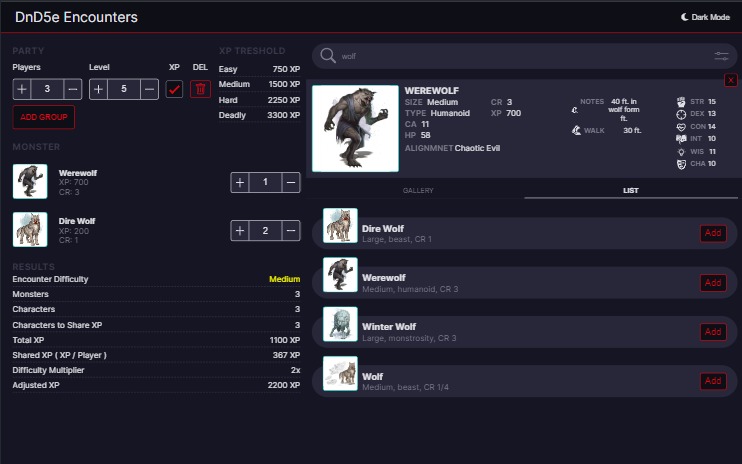 DnD5e Encounters
Dark Mode
PARTY
Players Level XP DEL
+ 3 − + 5 −
ADD GROUP
XP TRESHOLD
Easy 750 XP
Medium 1500 XP
Hard 2250 XP
Deadly 3300 XP
MONSTER
Werewolf
XP: 700
CR: 3
+ 1 −
Dire Wolf
XP: 200
CR: 1
+ 2 −
RESULTS
Encounter Difficulty Medium
Monsters 3
Characters 3
Characters to Share XP 3
Total XP 1100 XP
Shared XP ( XP / Player ) 367 XP
Difficulty Multiplier 2x
Adjusted XP 2200 XP
wolf
X
WEREWOLF
SIZE Medium CR 3
TYPE Humanoid XP 700
CA 11
HP 58
ALIGNMNET Chaotic Evil
NOTES 40 ft. in
wolf form
ft.
WALK 30 ft.
STR 15
DEX 13
CON 14
INT 10
WIS 11
CHA 10
GALLERY LIST
Dire Wolf
Large, beast, CR 1
Add
Werewolf
Medium, humanoid, CR 3
Add
Winter Wolf
Large, monstrosity, CR 3
Add
Wolf
Medium, beast, CR 1/4
Add